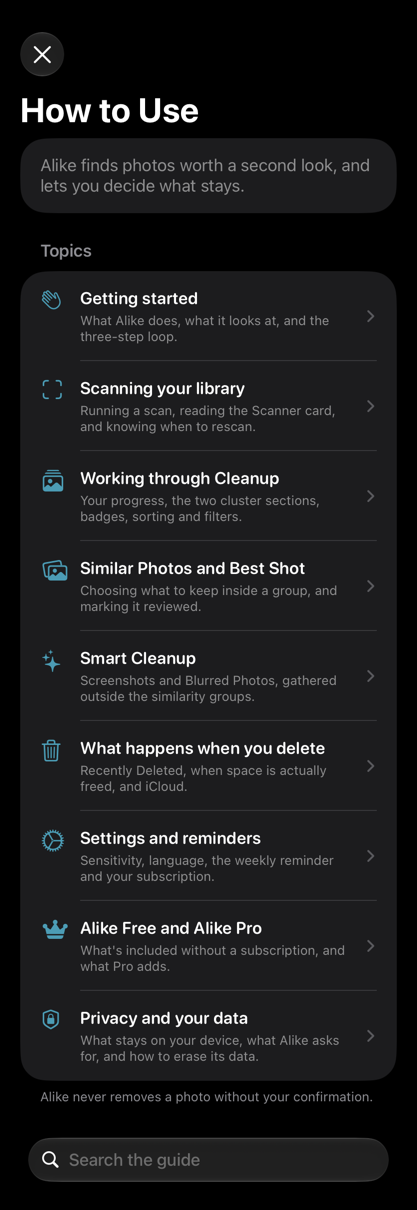 How to Use
Alike finds photos worth a second look, and
lets you decide what stays.
Topics
Getting started
What Alike does, what it looks at, and the
three-step loop.
Scanning your library
Running a scan, reading the Scanner card,
and knowing when to rescan.
Working through Cleanup
Your progress, the two cluster sections,
badges, sorting and filters.
Similar Photos and Best Shot
Choosing what to keep inside a group, and
marking it reviewed.
Smart Cleanup
Screenshots and Blurred Photos, gathered
outside the similarity groups.
What happens when you delete
Recently Deleted, when space is actually
freed, and iCloud.
Settings and reminders
Sensitivity, language, the weekly reminder
and your subscription.
Alike Free and Alike Pro
What's included without a subscription, and
what Pro adds.
Privacy and your data
What stays on your device, what Alike asks
for, and how to erase its data.
Alike never removes a photo without your confirmation.
Search the guide